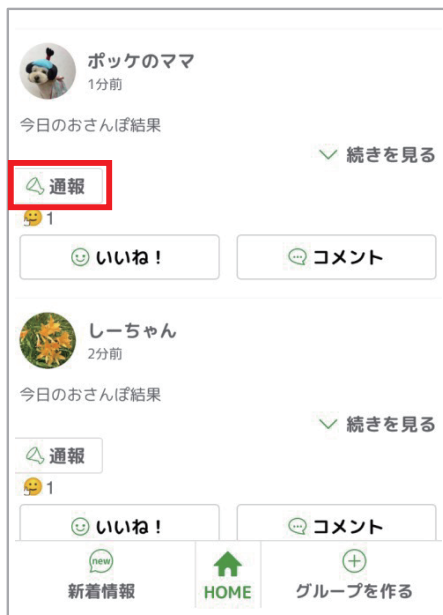 ポッケのママ
1分前
今日のおさんぽ結果
続きを見る
通報
1
いいね！ コメント
しーちゃん
2分前
今日のおさんぽ結果
続きを見る
通報
1
いいね！ コメント
new
新着情報 HOME グループを作る